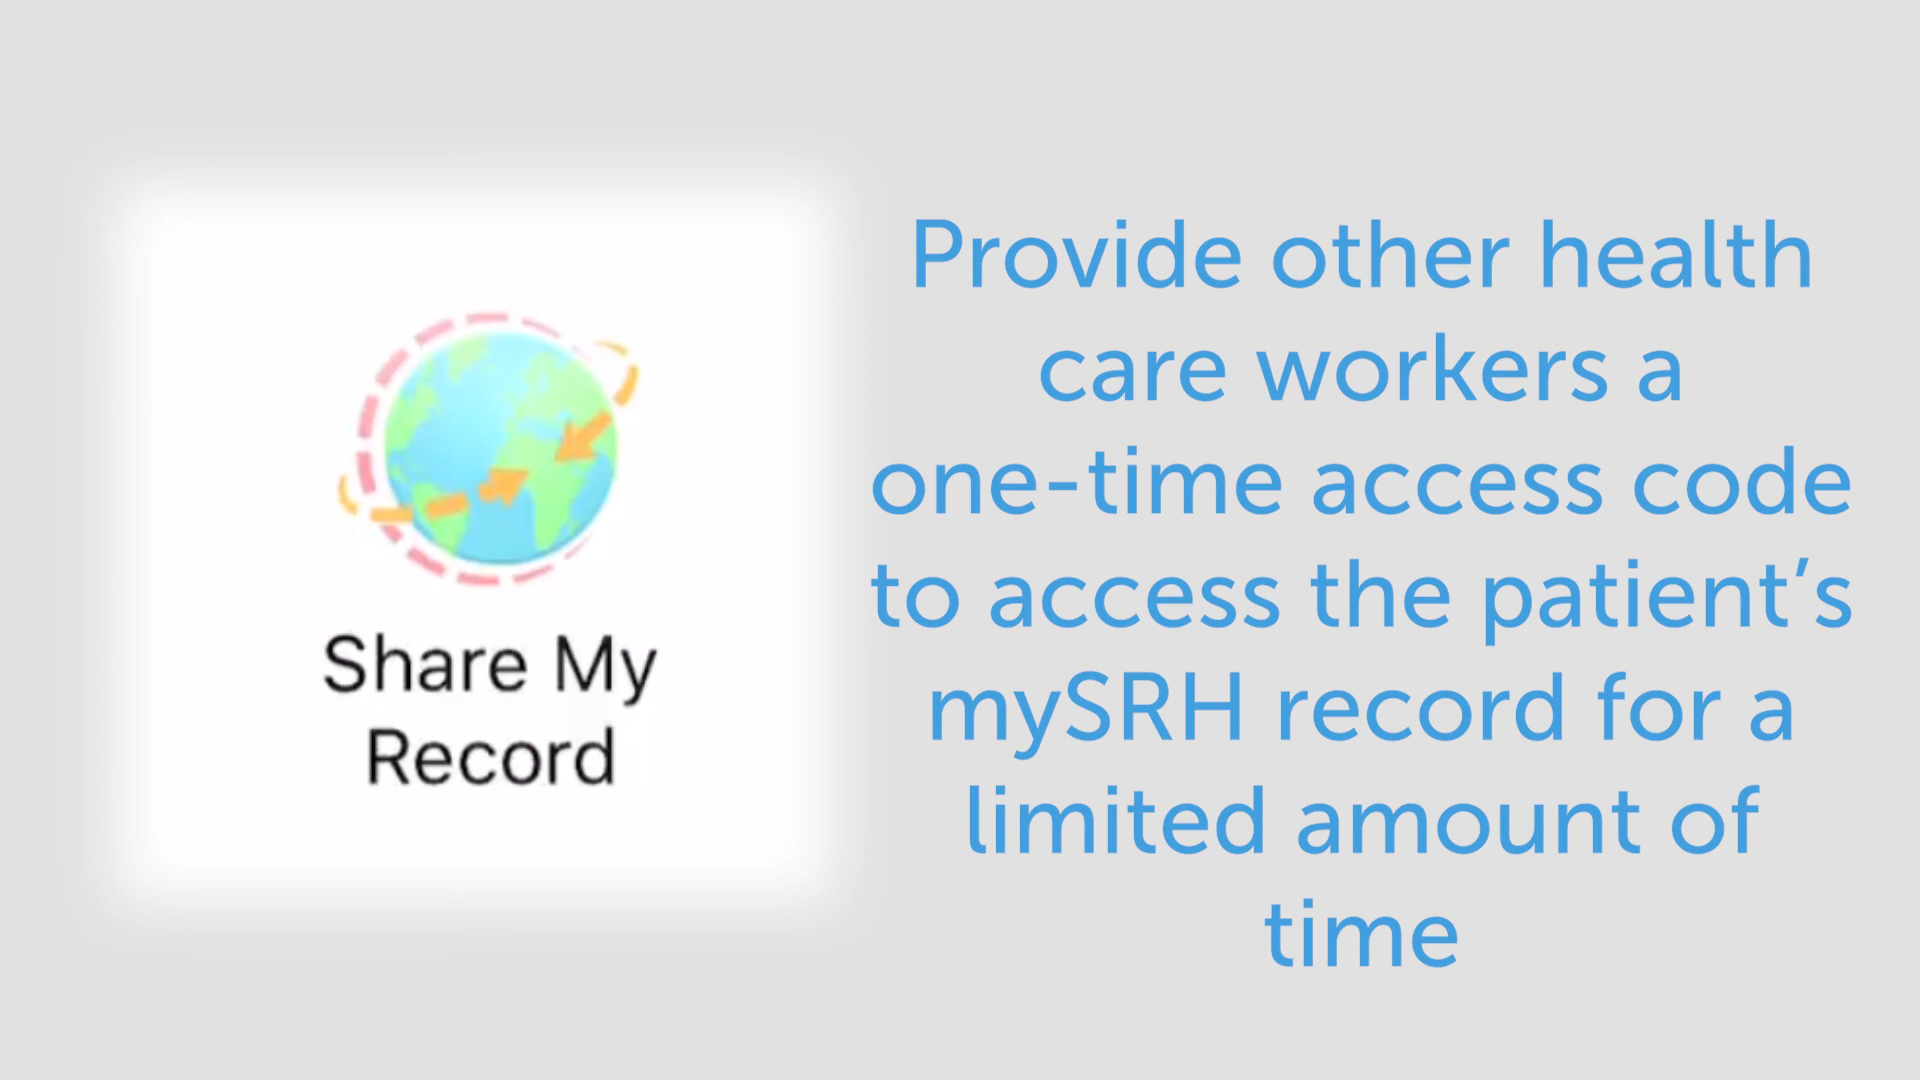 Share My
Record
Provide other health
care workers a
one-time access code
to access the patient’s
mySRH record for a
limited amount of
time